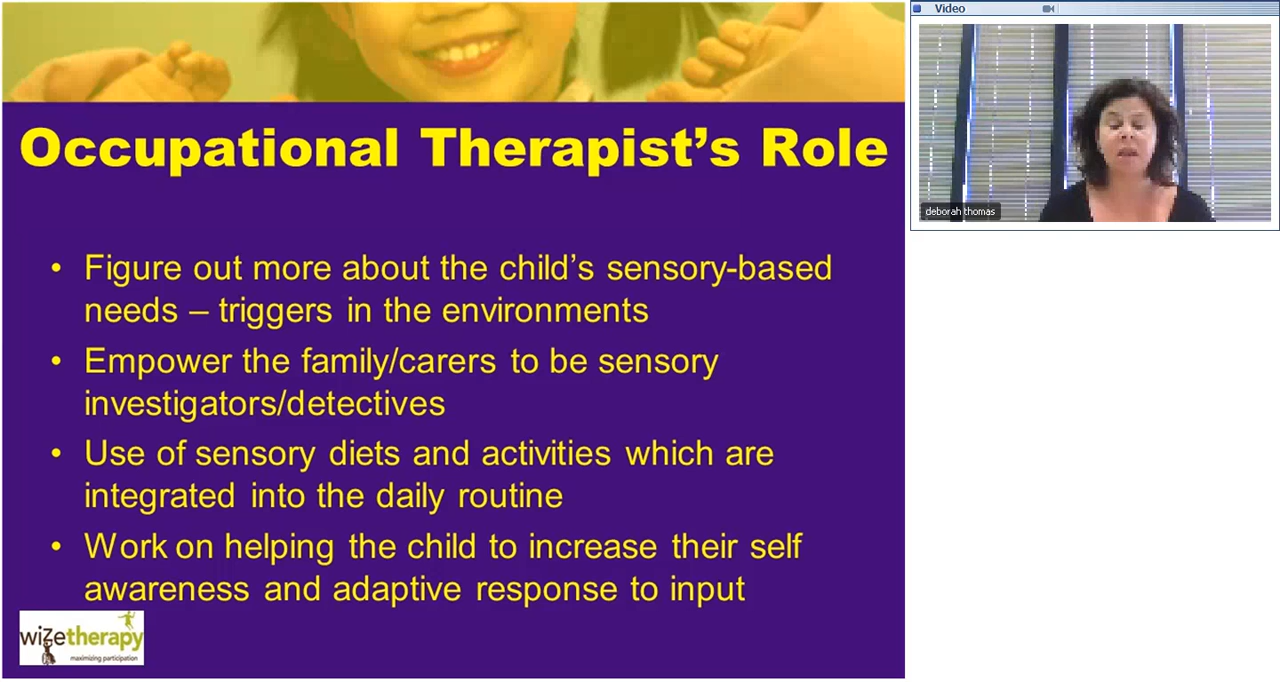 Occupational Therapist’s Role
• Figure out more about the child’s sensory-based
needs – triggers in the environments
• Empower the family/carers to be sensory
investigators/detectives
• Use of sensory diets and activities which are
integrated into the daily routine
• Work on helping the child to increase their self
awareness and adaptive response to input
wizetherapy
maximizing participation
Video
deborah thomas